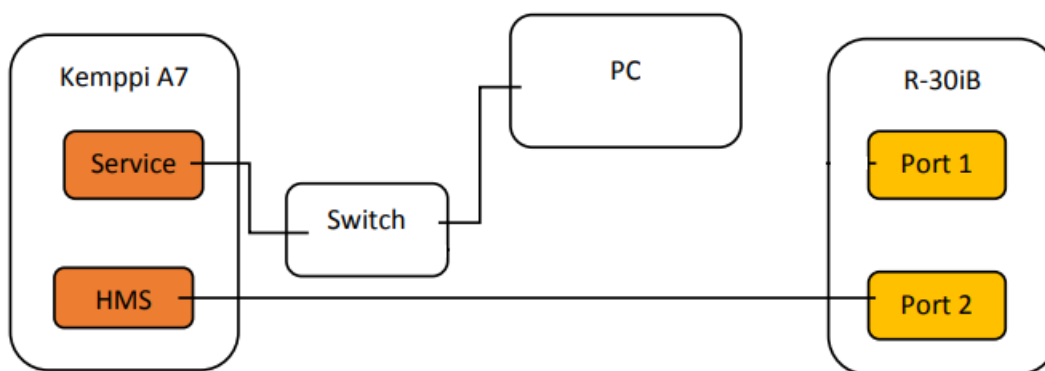 Kemppi A7
PC
R-30iB
Service
Port 1
Switch
HMS
Port 2